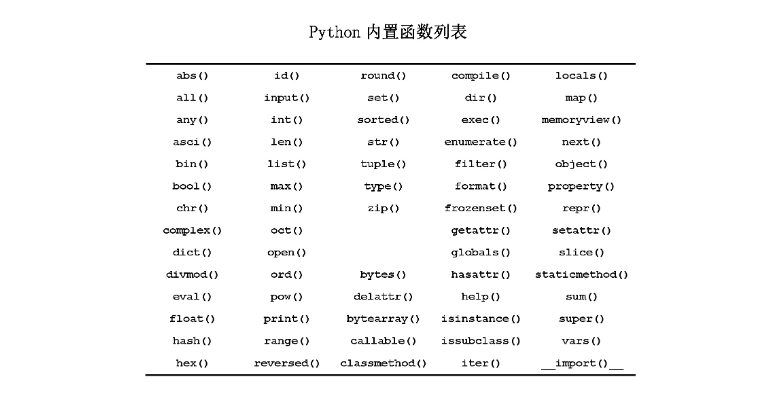 Python 内置函数列表
abs() id() round() compile() locals()
all() input() set() dir() map()
any() int() sorted() exec() memoryview()
asci() len() str() enumerate() next()
bin() list() tuple() filter() object()
bool() max() type() format() property()
chr() min() zip() frozenset() repr()
complex() oct() getattr() setattr()
dict() open() globals() slice()
divmod() ord() bytes() hasattr() staticmethod()
eval() pow() delattr() help() sum()
float() print() bytearray() isinstance() super()
hash() range() callable() issubclass() vars()
hex() reversed() classmethod() iter() __import()__